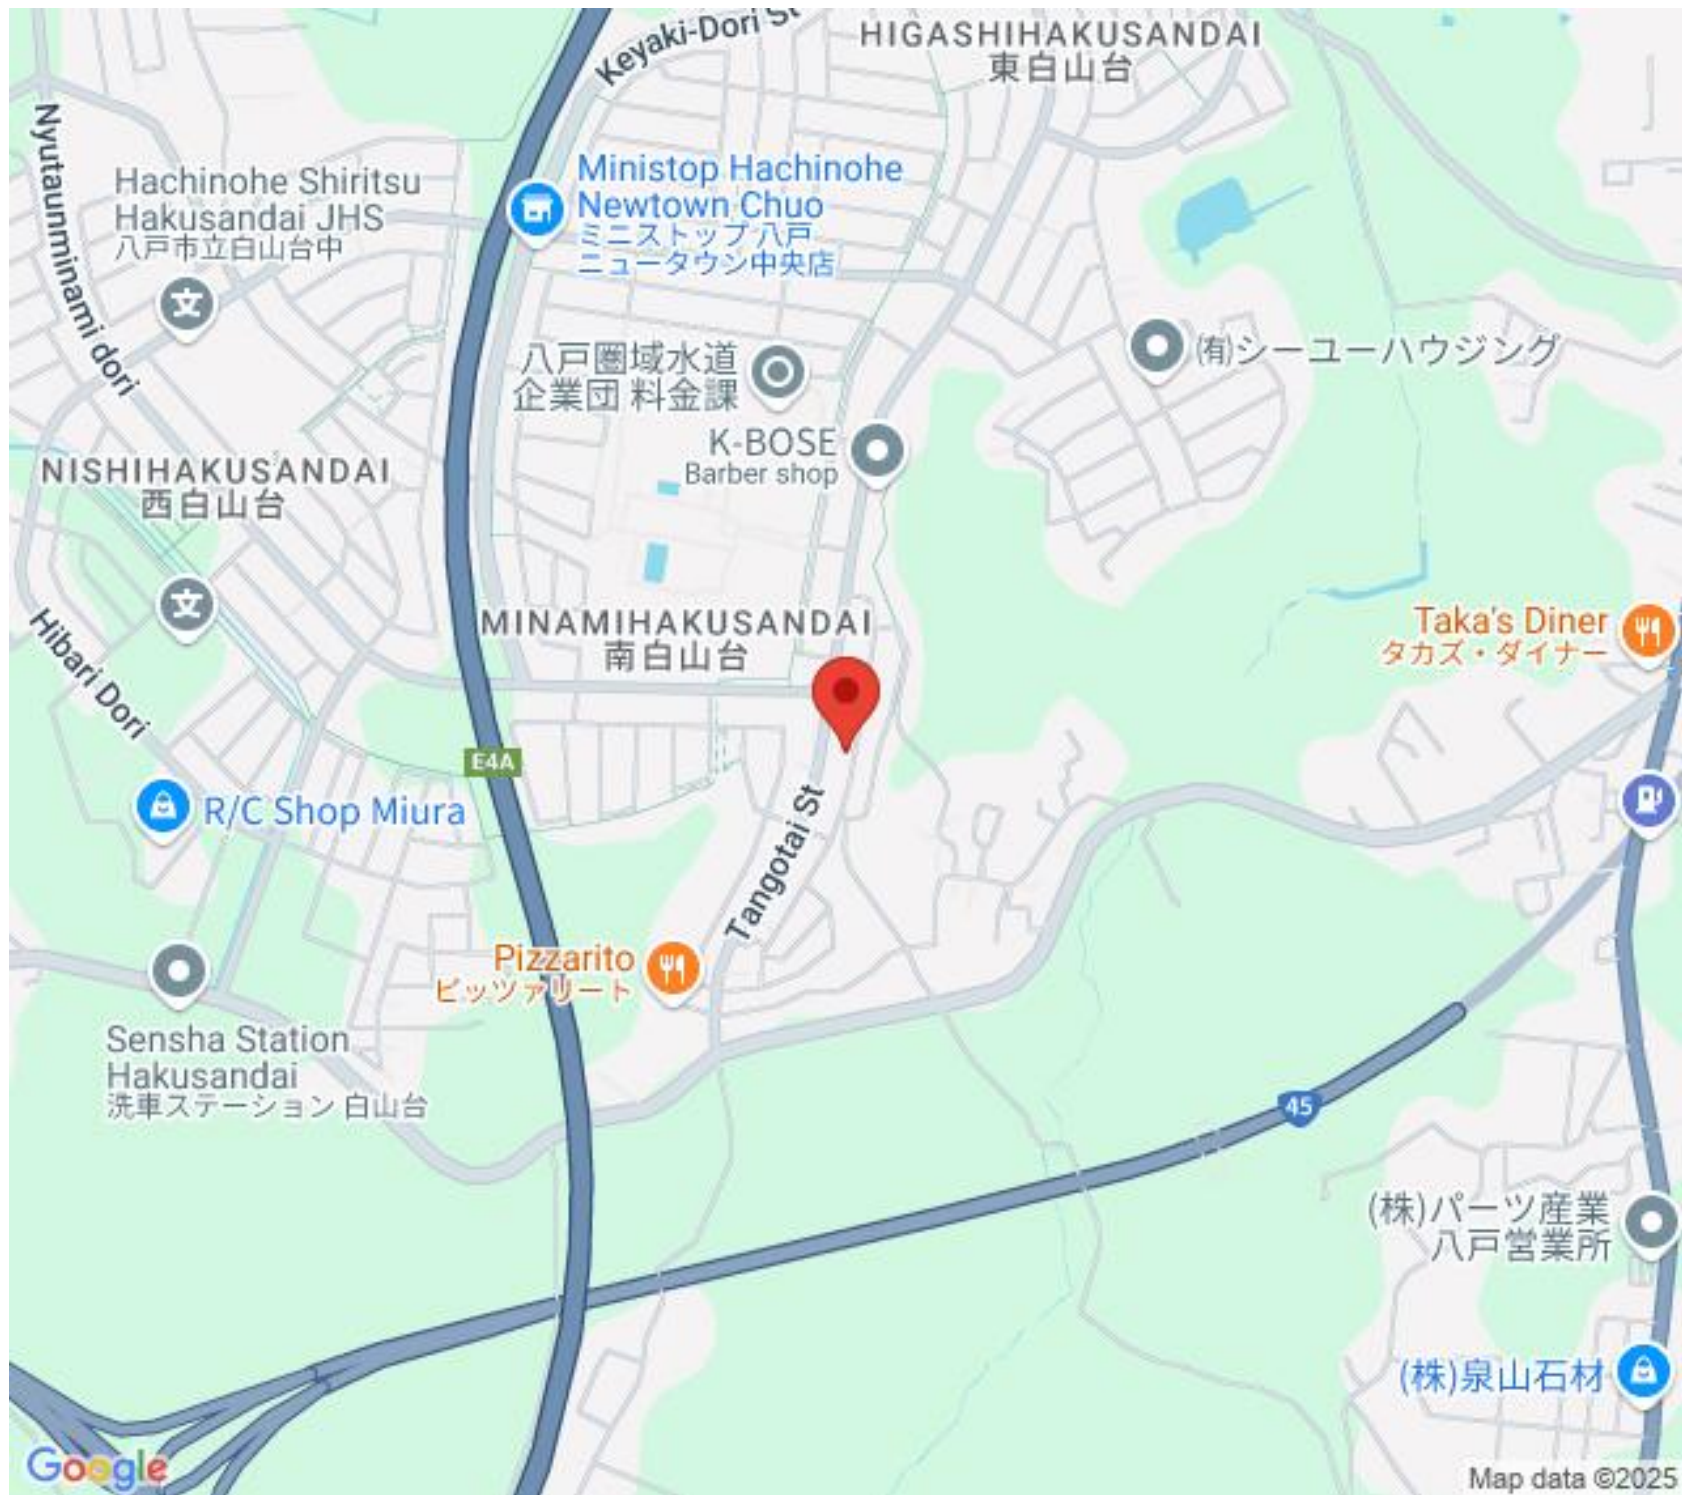 Keyaki-Dori St
HIGASHIHAKUSANDAI
東白山台
Nyutaunminami dori
Hachinohe Shiritsu
Hakusandai JHS
八戸市立白山台中
文
Ministop Hachinohe
Newtown Chuo
ミニストップ 八戸
ニュータウン中央店
八戸圏域水道
企業団 料金課
(有)シーユーハウジング
K-BOSE
Barber shop
NISHIHAKUSANDAI
西白山台
文
Hibari Dori
MINAMIHAKUSANDAI
南白山台
Taka's Diner
タカズ・ダイナー
E4A
R/C Shop Miura
Tangotai St
Pizzarito
ピッツァリート
Sensha Station
Hakusandai
洗車ステーション 白山台
45
(株)パーツ産業
八戸営業所
(株)泉山石材
Google
Map data ©2025